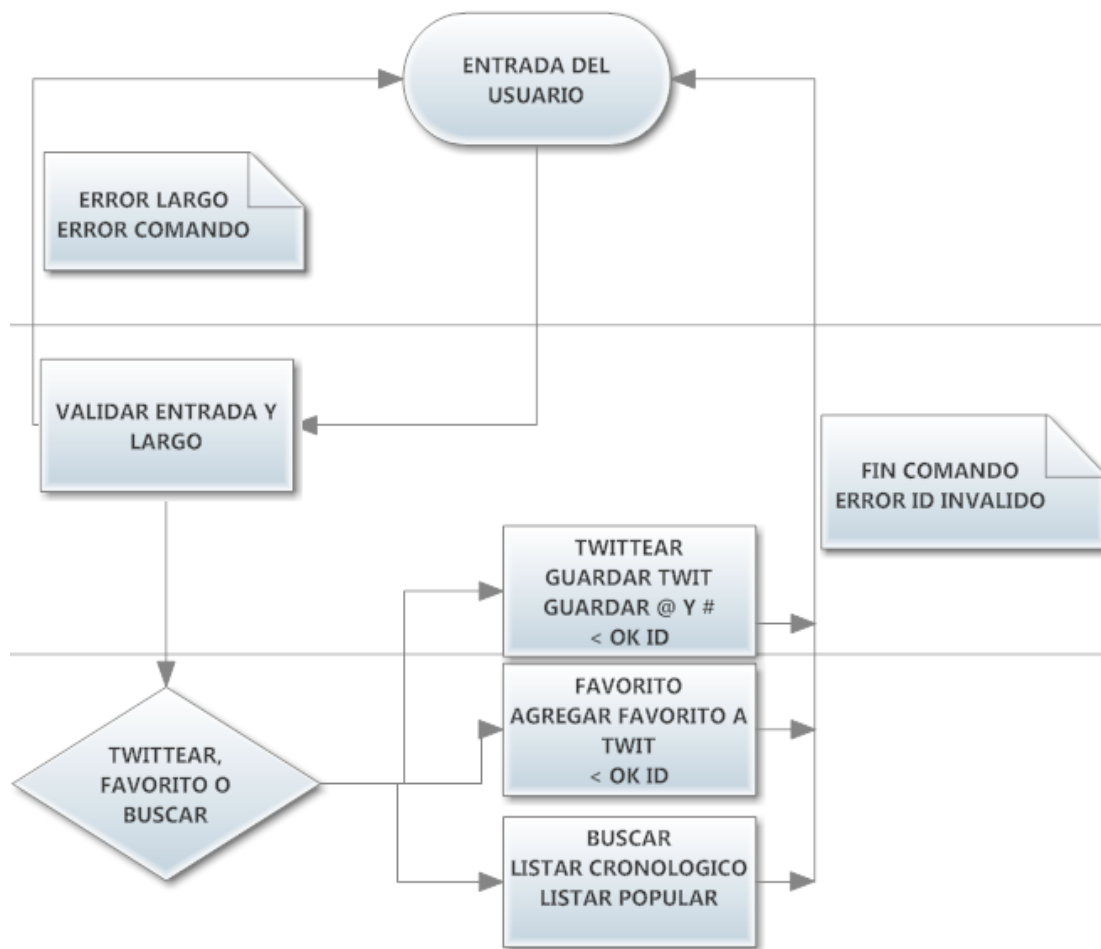 ENTRADA DEL
USUARIO
ERROR LARGO
ERROR COMANDO
VALIDAR ENTRADA Y
LARGO
FIN COMANDO
ERROR ID INVALIDO
TWITTEAR
GUARDAR TWIT
GUARDAR @ Y #
< OK ID
FAVORITO
AGREGAR FAVORITO A
TWIT
< OK ID
TWITTEAR,
FAVORITO O
BUSCAR
BUSCAR
LISTAR CRONOLOGICO
LISTAR POPULAR